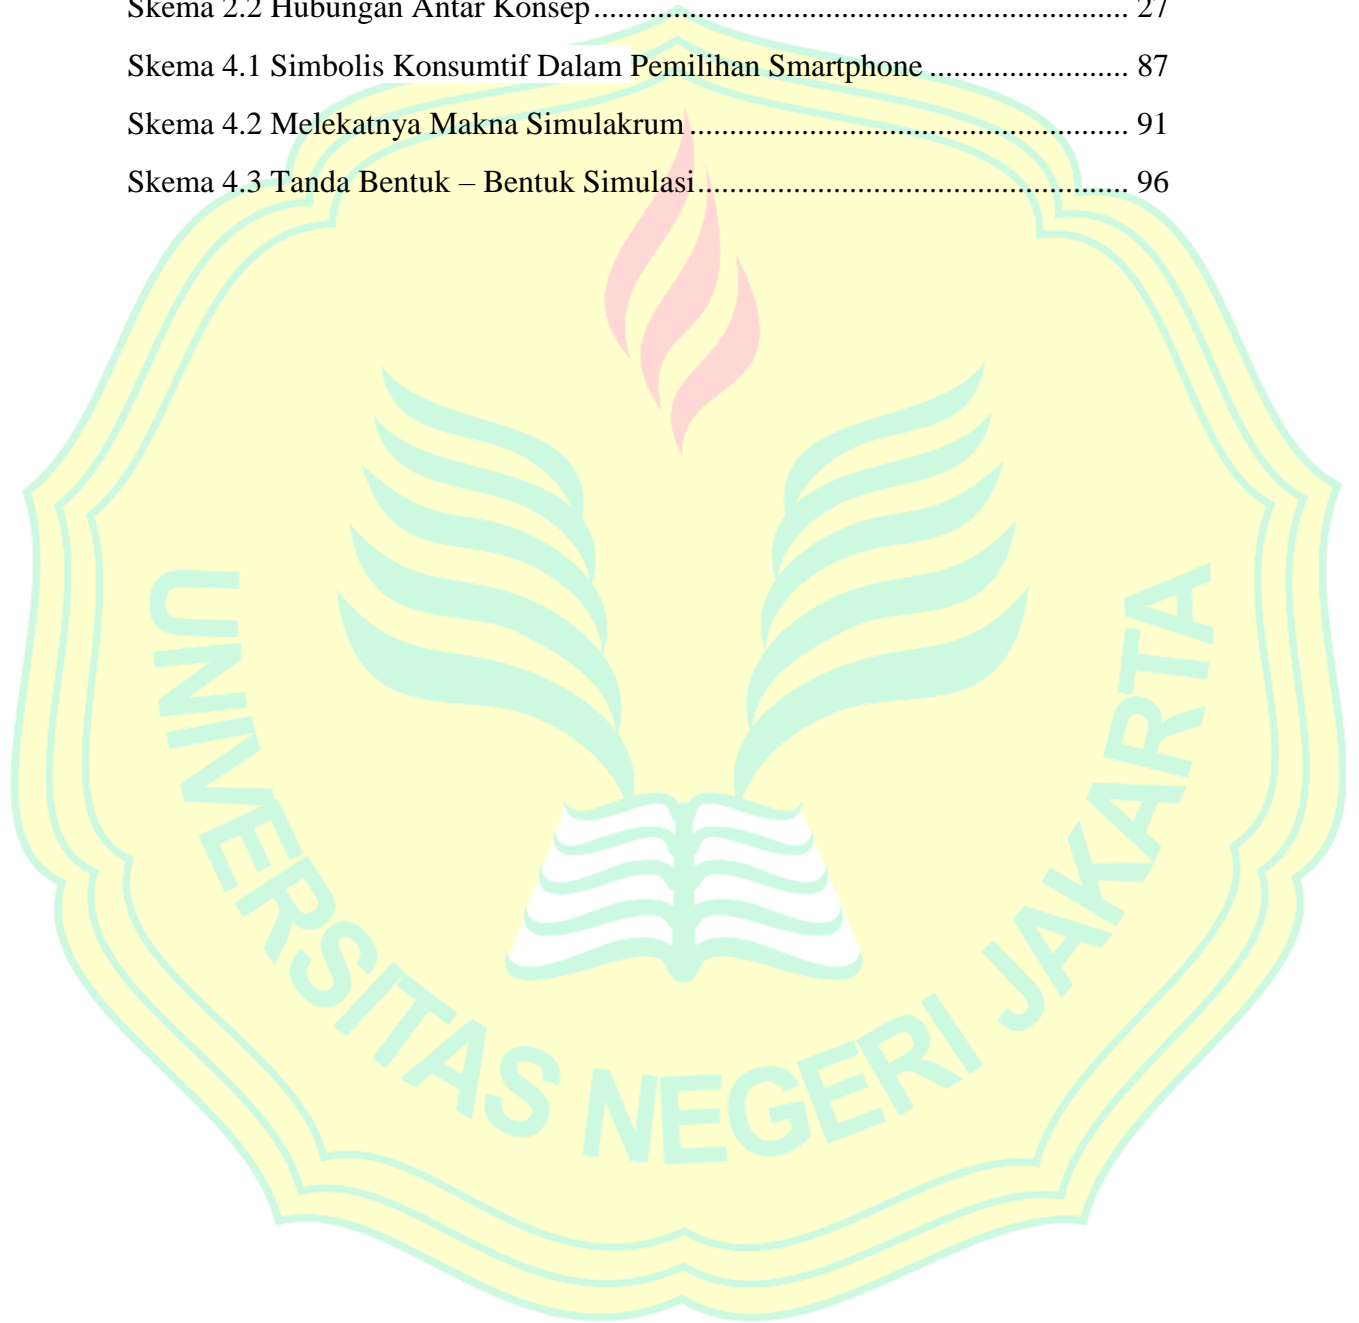 Skema 2.2 Hubungan Antar Konsep.................................................................. 27
Skema 4.1 Simbolis Konsumtif Dalam Pemilihan Smartphone ........................ 87
Skema 4.2 Melekatnya Makna Simulakrum...................................................... 91
Skema 4.3 Tanda Bentuk – Bentuk Simulasi..................................................... 96
UNIVERSITAS NEGERI JAKARTA